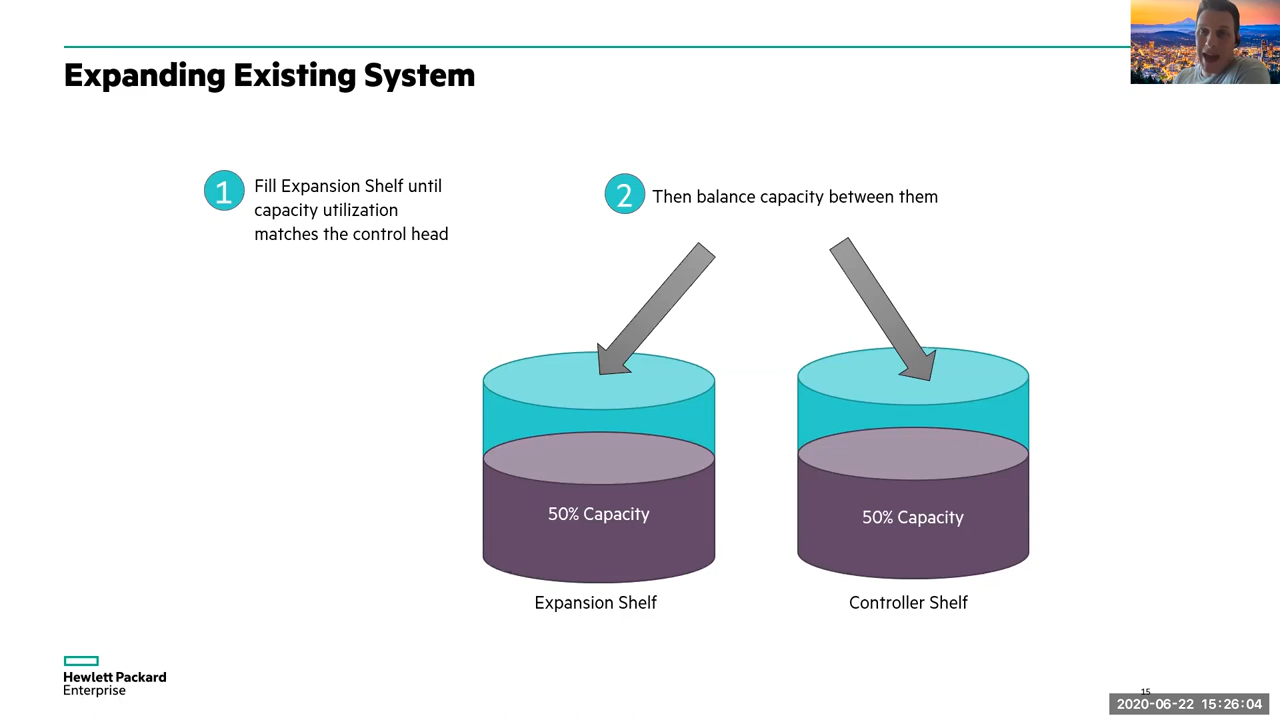 Expanding Existing System
1
Fill Expansion Shelf until
capacity utilization
matches the control head
2
Then balance capacity between them
50% Capacity
50% Capacity
Expansion Shelf
Controller Shelf
Hewlett Packard
Enterprise
15
2020-06-22 15:26:04